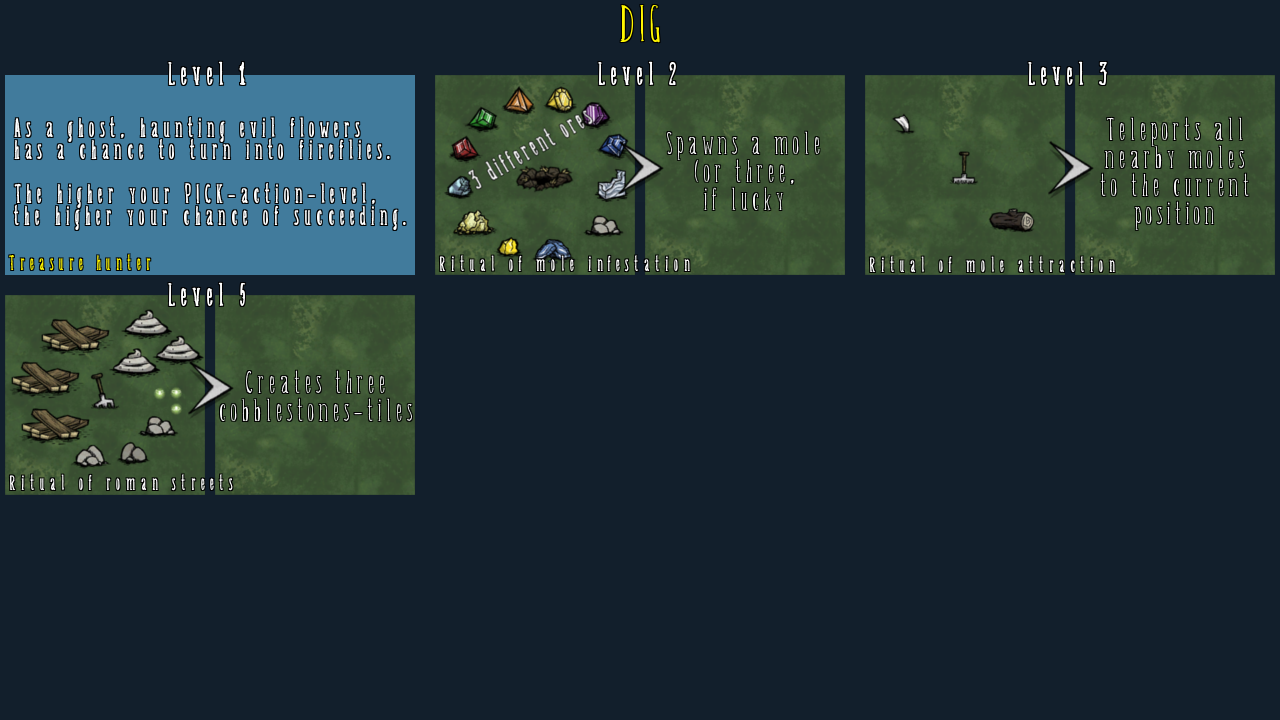 DIG
Level 1
As a ghost, haunting evil flowers
has a chance to turn into fireflies.
The higher your PICK-action-level,
the higher your chance of succeeding.
Treasure hunter
Level 2
3 different ores
Spawns a mole
(or three,
if lucky
Ritual of mole infestation
Level 3
Teleports all
nearby moles
to the current
position
Ritual of mole attraction
Level 5
Creates three
cobblestones-tiles
Ritual of roman streets